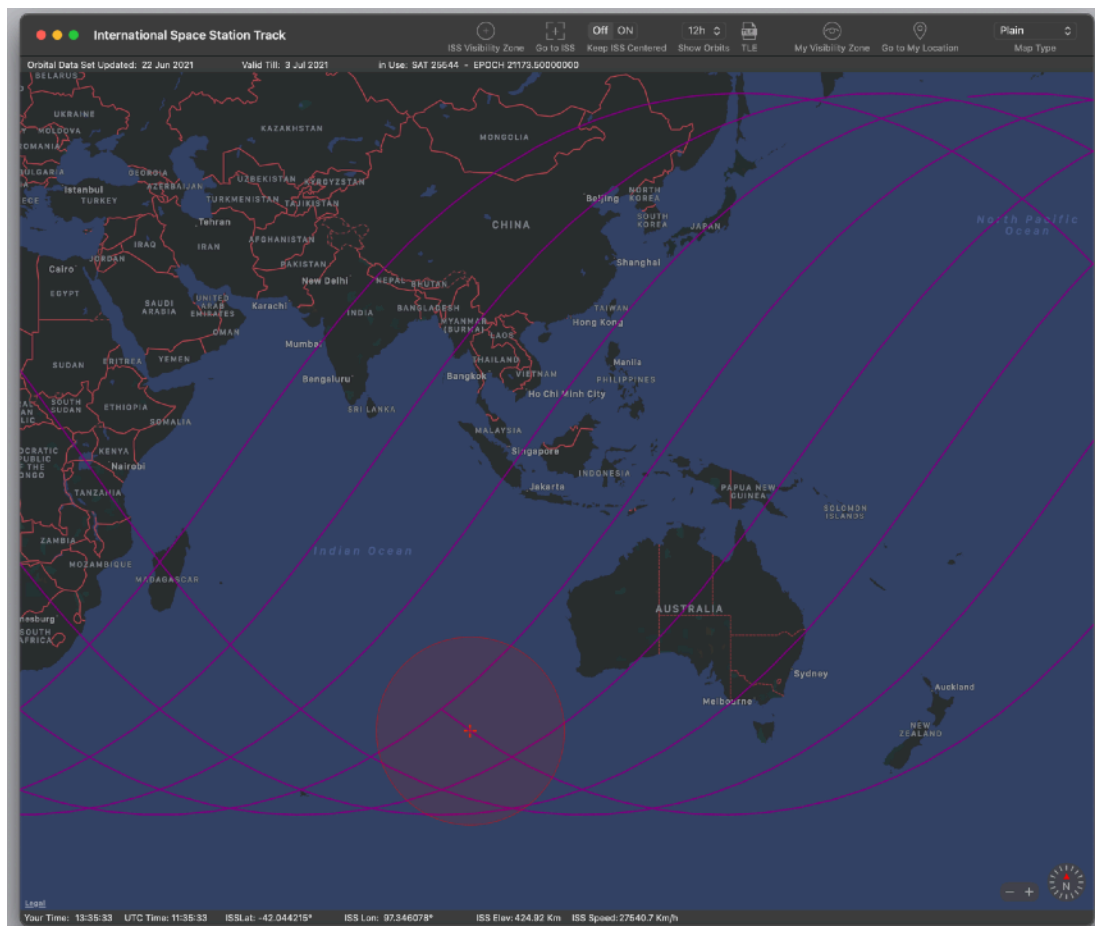 International Space Station Track
ISS Visibility Zone
Go to ISS
Off ON
Keep ISS Centered
12h
Show Orbits
TLE
My Visibility Zone
Go to My Location
Plain
Map Type
Orbital Data Set Updated: 22 Jun 2021 Valid Till: 3 Jul 2021 in Use: SAT 25544 - EPOCH 21173.50000000
BELARUS
UKRAINE
MOLDOVA
KAZAKHSTAN
MONGOLIA
GEORGIA
AZERBAIJAN
UZBEKISTAN
KYRGYZSTAN
Istanbul
TURKEY
TURKMENISTAN
TAJIKISTAN
Beijing
NORTH
KOREA
SOUTH
KOREA
JAPAN
North Pacific
Ocean
Tehran
CHINA
IRAQ
IRAN
AFGHANISTAN
JORDAN
Cairo
PAKISTAN
Shanghai
New Delhi
NEPAL
BHUTAN
EGYPT
SAUDI
ARABIA
UNITED
ARAB
EMIRATES
Karachi
INDIA
BANGLADESH
MYANMAR
(BURMA)
TAIWAN
Hong Kong
OMAN
LAOS
Mumbai
SUDAN
ERITREA
YEMEN
THAILAND
Manila
Bengaluru
Bangkok
VIETNAM
PHILIPPINES
Ho Chi Minh City
SOUTH
SUDAN
ETHIOPIA
SRI LANKA
SOMALIA
MALAYSIA
KENYA
Singapore
Nairobi
INDONESIA
Jakarta
TANZANIA
PAPUA NEW
GUINEA
SOLOMON
ISLANDS
ZAMBIA
Indian Ocean
MOZAMBIQUE
MADAGASCAR
AUSTRALIA
SOUTH
AFRICA
Sydney
Melbourne
Auckland
NEW
ZEALAND
N
Legal
Your Time: 13:35:33 UTC Time: 11:35:33 ISSLat: -42.044215° ISS Lon: 97.346078° ISS Elev: 424.92 Km ISS Speed: 27540.7 Km/h